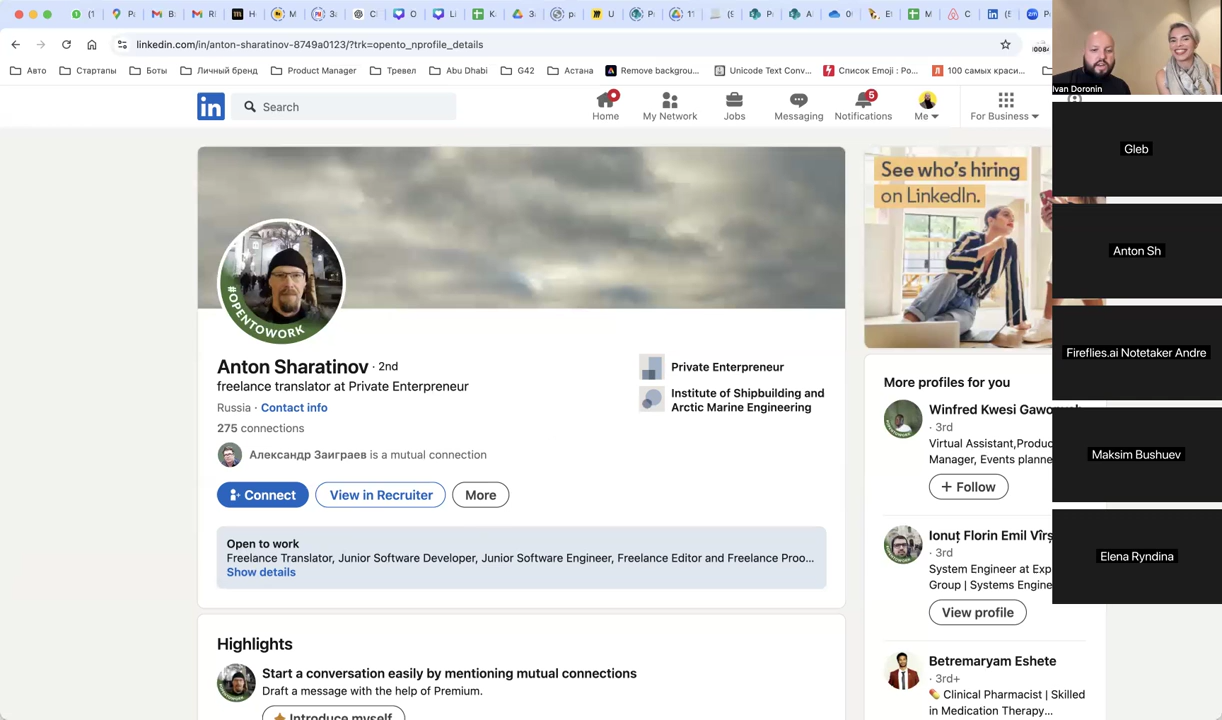 linkedin.com/in/anton-sharatinov-8749a0123/?trk=opento_nprofile_details
Авто
Стартапы
Боты
Личный бренд
Product Manager
Тревел
Abu Dhabi
G42
Астана
Remove backgrou...
Unicode Text Conv...
Список Emoji : Po...
100 самых краси...
in
Search
Home
My Network
Jobs
Messaging
5
Notifications
Me
For Business
See who's hiring
on LinkedIn.
#OPENTOWORK
Anton Sharatinov · 2nd
freelance translator at Private Enterpreneur
Russia · Contact info
275 connections
Александр Заиграев is a mutual connection
Private Enterpreneur
Institute of Shipbuilding and
Arctic Marine Engineering
Connect
View in Recruiter
More
Open to work
Freelance Translator, Junior Software Developer, Junior Software Engineer, Freelance Editor and Freelance Proo...
Show details
Highlights
Start a conversation easily by mentioning mutual connections
Draft a message with the help of Premium.
Introduce myself
More profiles for you
Winfred Kwesi
· 3rd
Virtual Assistant,
Manager, Events
+ Follow
Ionuț Florin Emil
· 3rd
System Engineer at
Group | Systems
View profile
Betremaryam Eshete
· 3rd+
Clinical Pharmacist | Skilled
in Medication Therapy...
Ivan Doronin
Gleb
Anton Sh
Fireflies.ai Notetaker Andre
Maksim Bushuev
Elena Ryndina